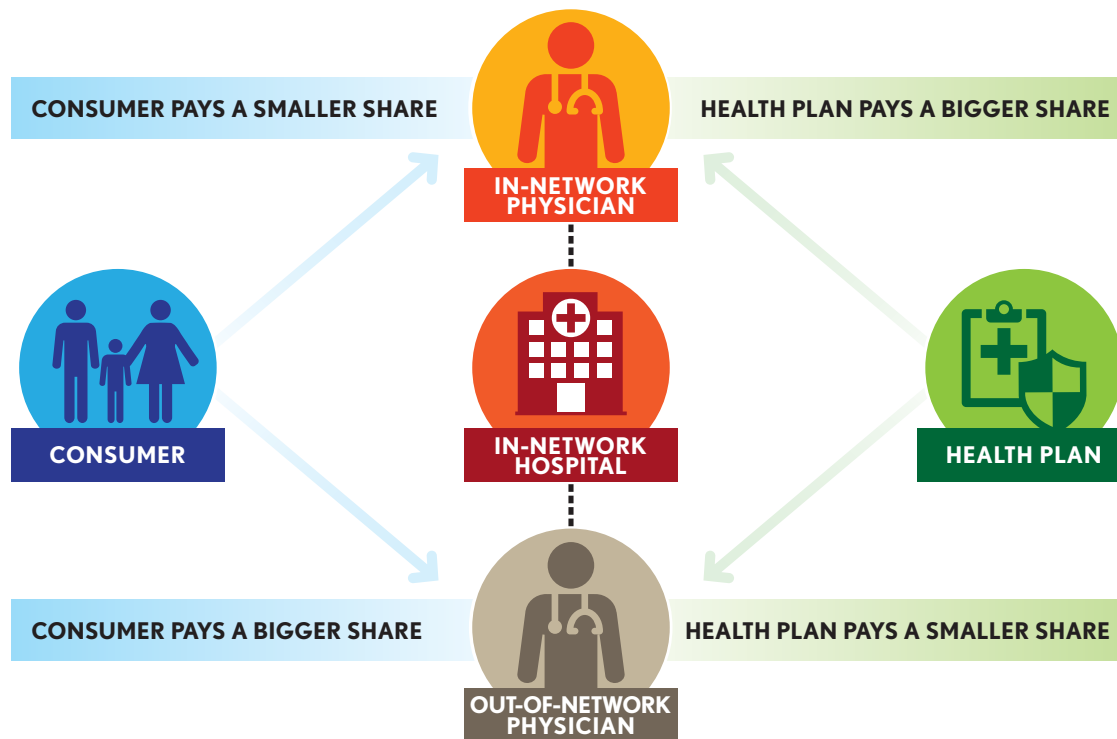 CONSUMER PAYS A SMALLER SHARE
HEALTH PLAN PAYS A BIGGER SHARE
IN-NETWORK
PHYSICIAN
CONSUMER
IN-NETWORK
HOSPITAL
HEALTH PLAN
CONSUMER PAYS A BIGGER SHARE
HEALTH PLAN PAYS A SMALLER SHARE
OUT-OF-NETWORK
PHYSICIAN